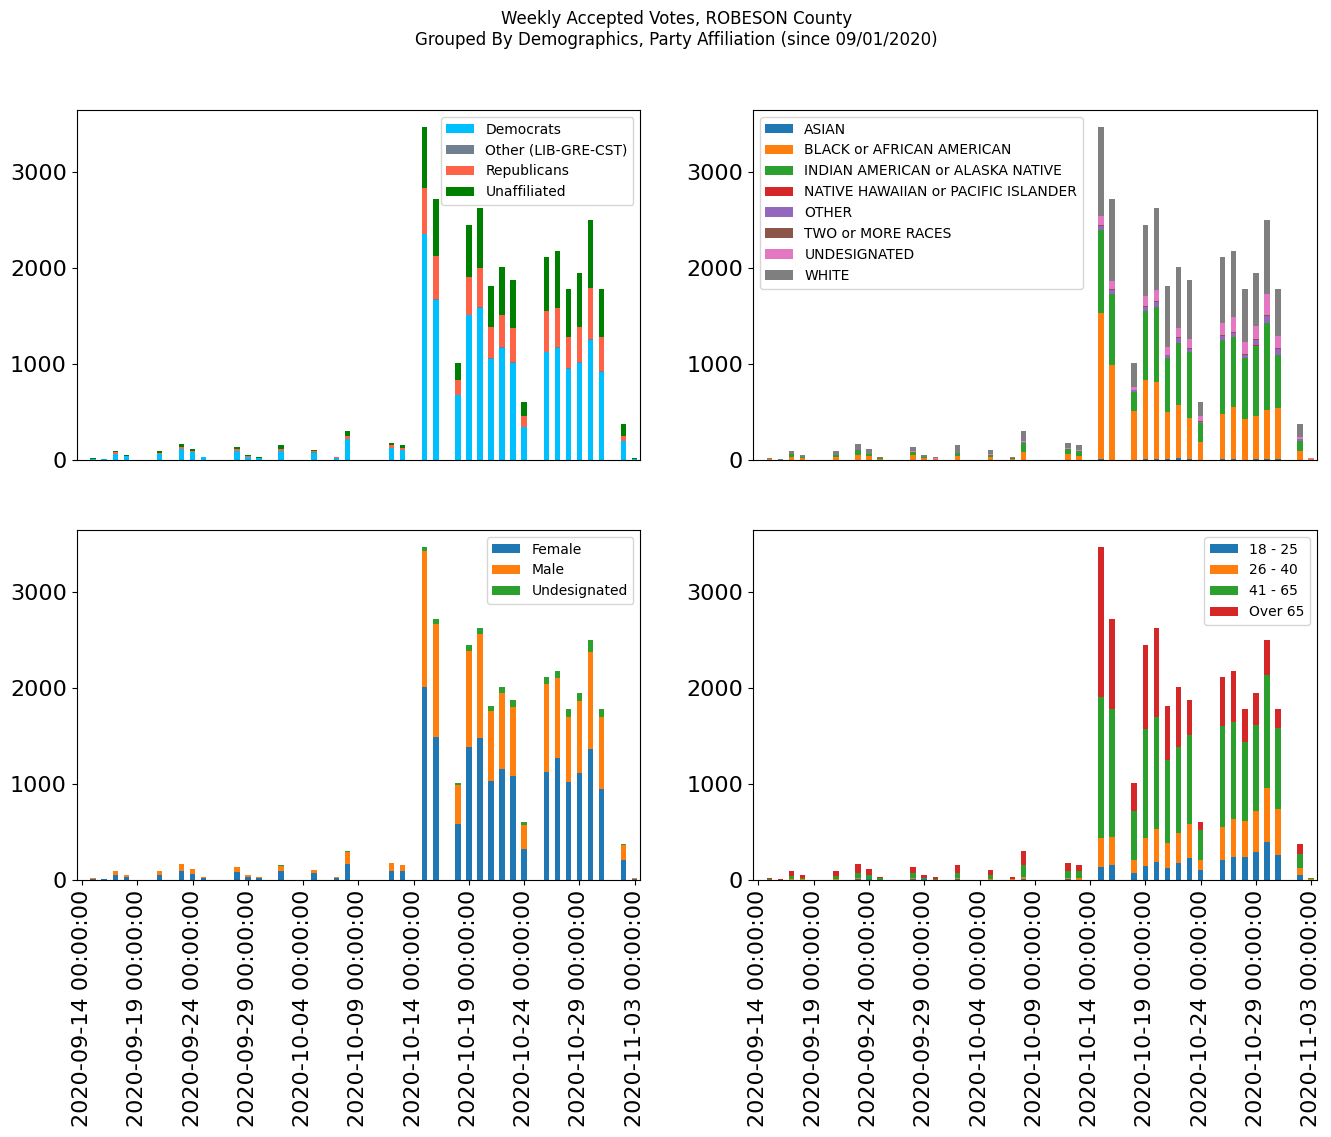 Weekly Accepted Votes, ROBESON County
Grouped By Demographics, Party Affiliation (since 09/01/2020)
3000
2000
1000
0
Democrats
Other (LIB-GRE-CST)
Republicans
Unaffiliated
3000
2000
1000
0
ASIAN
BLACK or AFRICAN AMERICAN
INDIAN AMERICAN or ALASKA NATIVE
NATIVE HAWAIIAN or PACIFIC ISLANDER
OTHER
TWO or MORE RACES
UNDESIGNATED
WHITE
3000
2000
1000
0
Female
Male
Undesignated
2020-09-14 00:00:00
2020-09-19 00:00:00
2020-09-24 00:00:00
2020-09-29 00:00:00
2020-10-04 00:00:00
2020-10-09 00:00:00
2020-10-14 00:00:00
2020-10-19 00:00:00
2020-10-24 00:00:00
2020-10-29 00:00:00
2020-11-03 00:00:00
3000
2000
1000
0
18 - 25
26 - 40
41 - 65
Over 65
2020-09-14 00:00:00
2020-09-19 00:00:00
2020-09-24 00:00:00
2020-09-29 00:00:00
2020-10-04 00:00:00
2020-10-09 00:00:00
2020-10-14 00:00:00
2020-10-19 00:00:00
2020-10-24 00:00:00
2020-10-29 00:00:00
2020-11-03 00:00:00